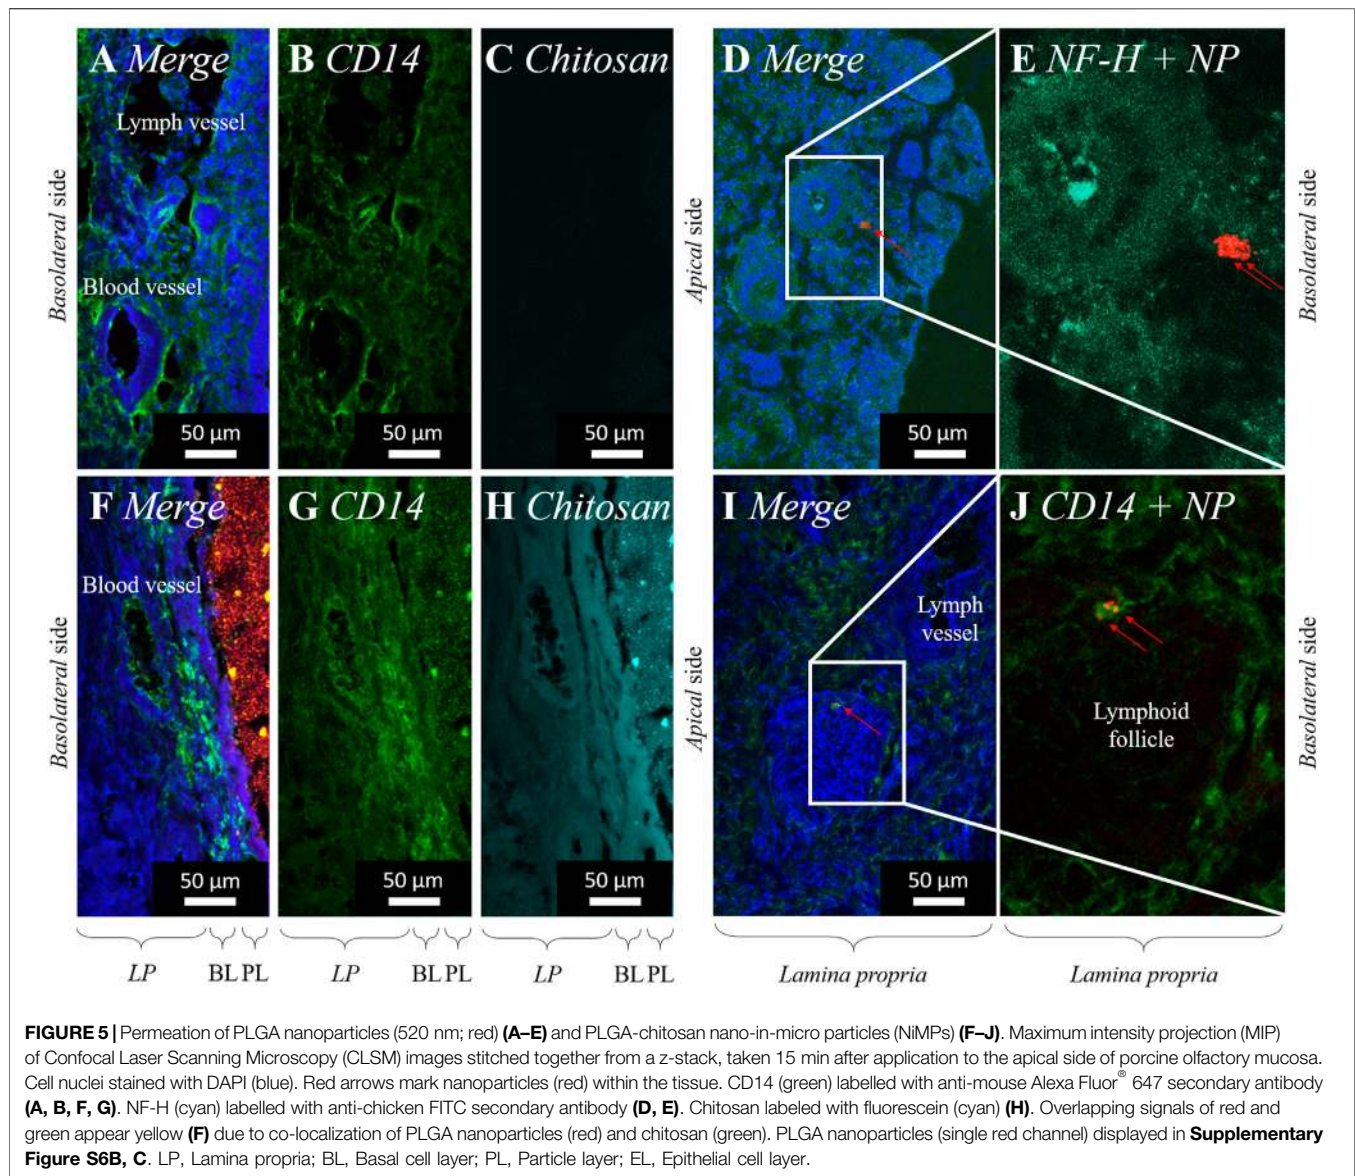 A Merge
Lymph vessel
Blood vessel
50 µm
B CD14
50 µm
C Chitosan
50 µm
D Merge
50 µm
E NF-H + NP
Basolateral side
Apical side
Basolateral side
F Merge
Blood vessel
50 µm
G CD14
50 µm
H Chitosan
50 µm
I Merge
Lymph
vessel
50 µm
J CD14 + NP
Lymphoid
follicle
Basolateral side
Apical side
Basolateral side
LP BL PL LP BL PL LP BL PL Lamina propria Lamina propria
FIGURE 5 | Permeation of PLGA nanoparticles (520 nm; red) (A–E) and PLGA-chitosan nano-in-micro particles (NiMPs) (F–J). Maximum intensity projection (MIP)
of Confocal Laser Scanning Microscopy (CLSM) images stitched together from a z-stack, taken 15 min after application to the apical side of porcine olfactory mucosa.
Cell nuclei stained with DAPI (blue). Red arrows mark nanoparticles (red) within the tissue. CD14 (green) labelled with anti-mouse Alexa Fluor® 647 secondary antibody
(A, B, F, G). NF-H (cyan) labelled with anti-chicken FITC secondary antibody (D, E). Chitosan labeled with fluorescein (cyan) (H). Overlapping signals of red and
green appear yellow (F) due to co-localization of PLGA nanoparticles (red) and chitosan (green). PLGA nanoparticles (single red channel) displayed in Supplementary
Figure S6B, C. LP, Lamina propria; BL, Basal cell layer; PL, Particle layer; EL, Epithelial cell layer.